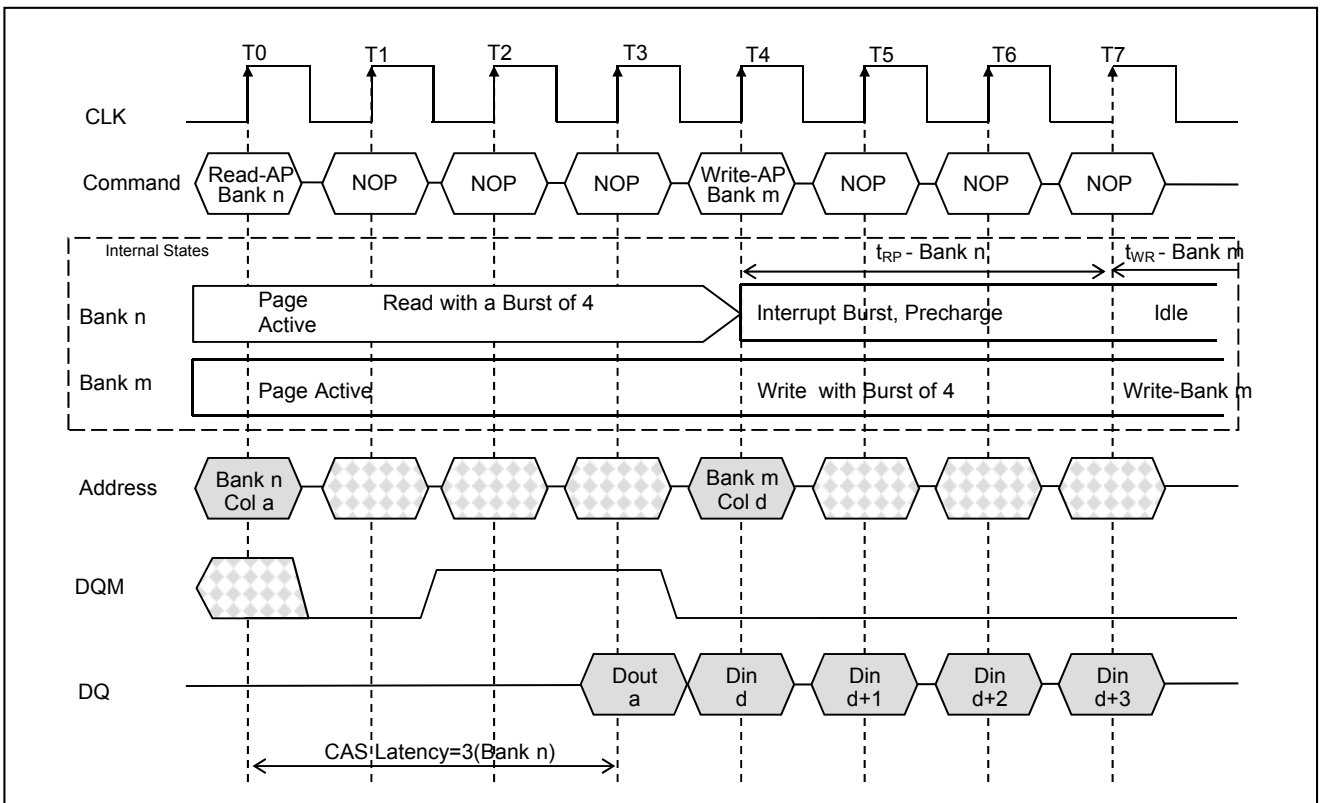 T0 T1 T2 T3 T4 T5 T6 T7
CLK
Command
Read-AP
Bank n
NOP
NOP
NOP
Write-AP
Bank m
NOP
NOP
NOP
Internal States
tRP - Bank n
tWR - Bank m
Bank n
Page
Active
Read with a Burst of 4
Interrupt Burst, Precharge
Idle
Bank m
Page Active
Write with Burst of 4
Write-Bank m
Address
Bank n
Col a
Bank m
Col d
DQM
DQ
Dout
a
Din
d
Din
d+1
Din
d+2
Din
d+3
CAS Latency=3(Bank n)